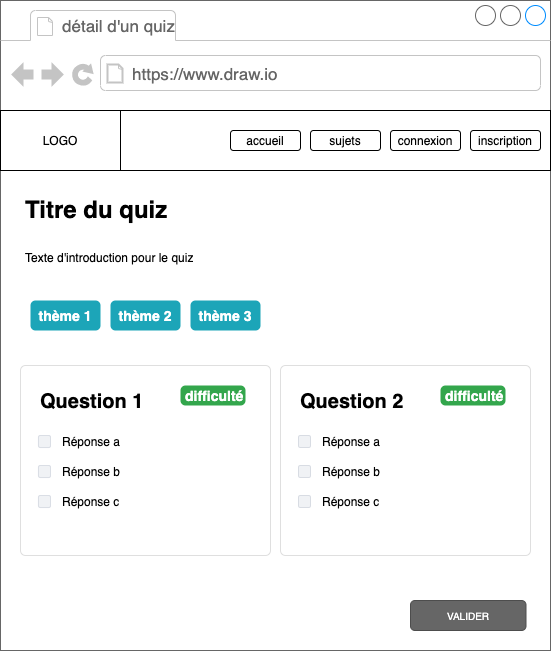 détail d'un quiz
https://www.draw.io
LOGO
accueil
sujets
connexion
inscription
Titre du quiz
Texte d'introduction pour le quiz
thème 1
thème 2
thème 3
Question 1
difficulté
Réponse a
Réponse b
Réponse c
Question 2
difficulté
Réponse a
Réponse b
Réponse c
VALIDER